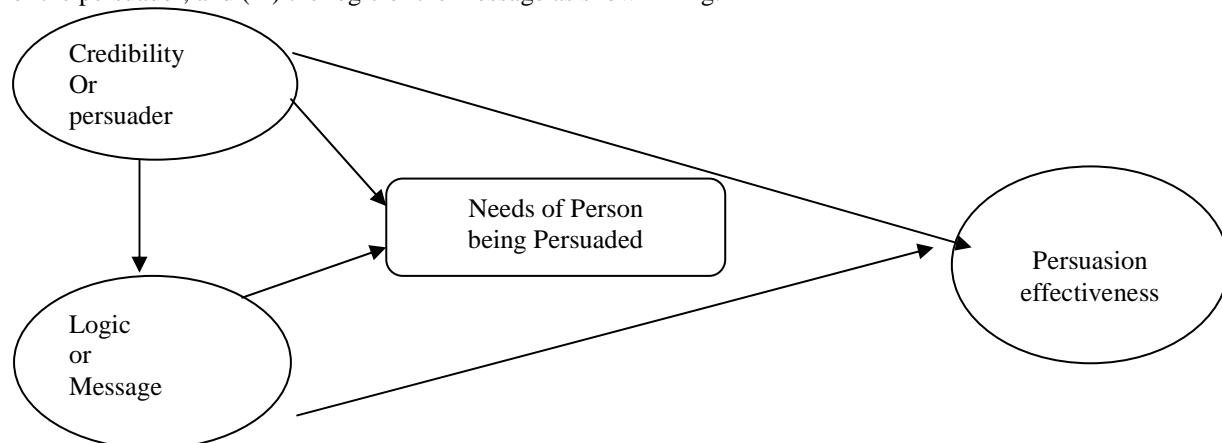 of the persuader, and (iii) the logic of the message as shown in Fig.
Credibility
Or
persuader
Needs of Person
being Persuaded
Persuasion
effectiveness
Logic
or
Message